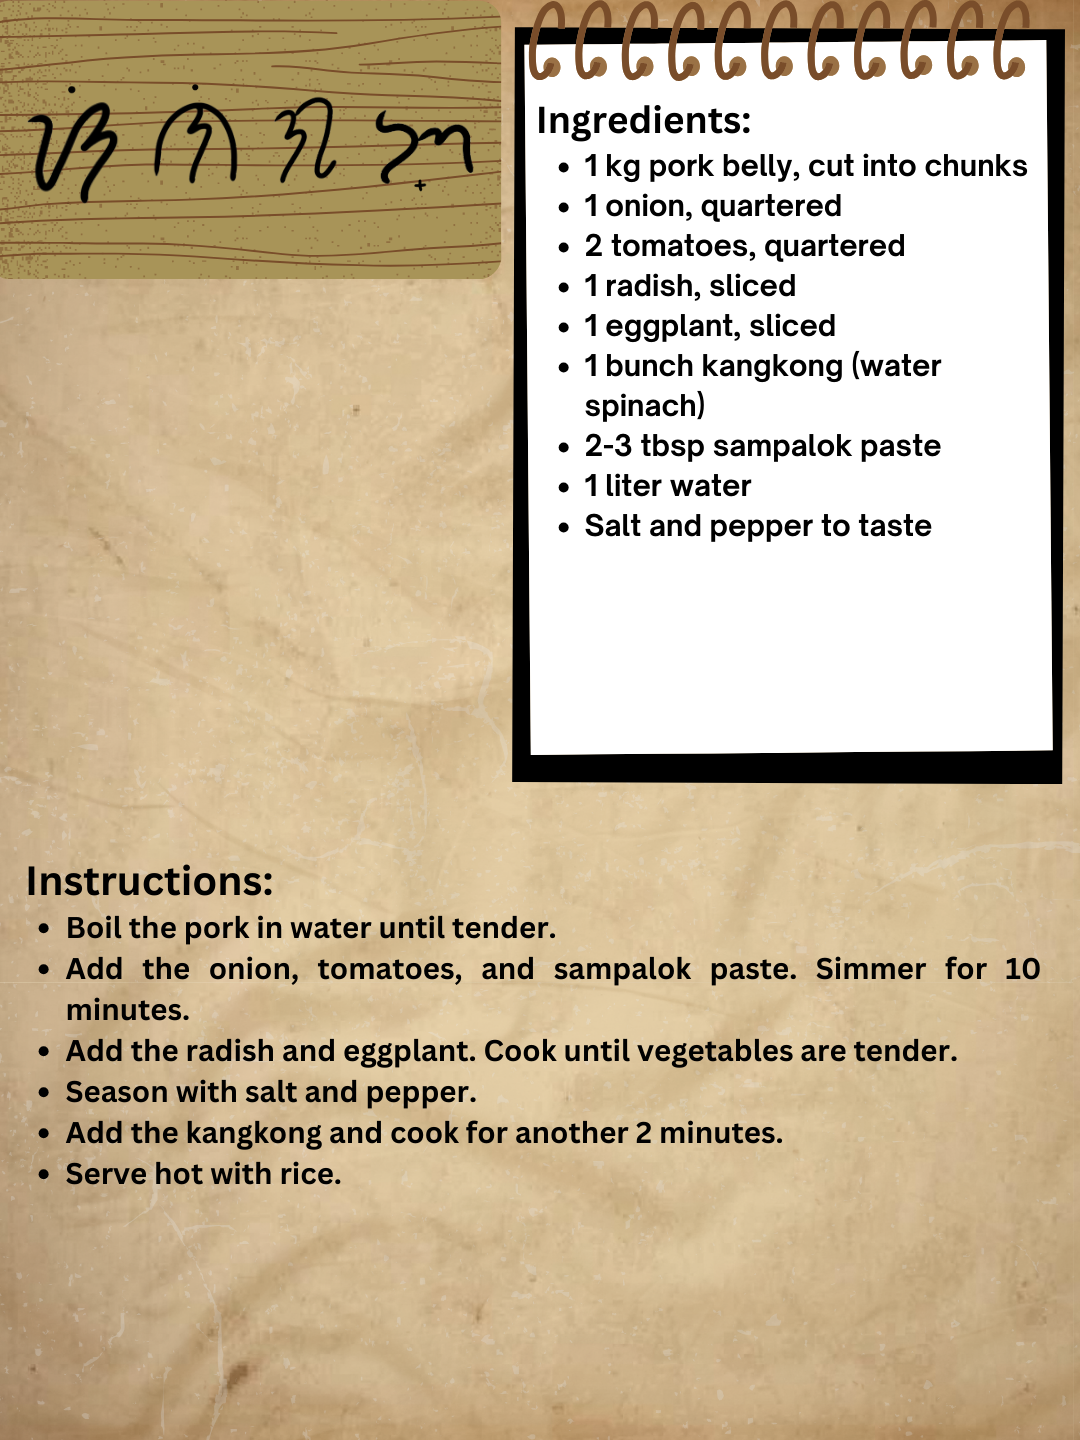 ᜐᜒᜈᜒᜄᜅ᜔
Ingredients:
• 1 kg pork belly, cut into chunks
• 1 onion, quartered
• 2 tomatoes, quartered
• 1 radish, sliced
• 1 eggplant, sliced
• 1 bunch kangkong (water
spinach)
• 2-3 tbsp sampalok paste
• 1 liter water
• Salt and pepper to taste
Instructions:
• Boil the pork in water until tender.
• Add the onion, tomatoes, and sampalok paste. Simmer for 10
minutes.
• Add the radish and eggplant. Cook until vegetables are tender.
• Season with salt and pepper.
• Add the kangkong and cook for another 2 minutes.
• Serve hot with rice.